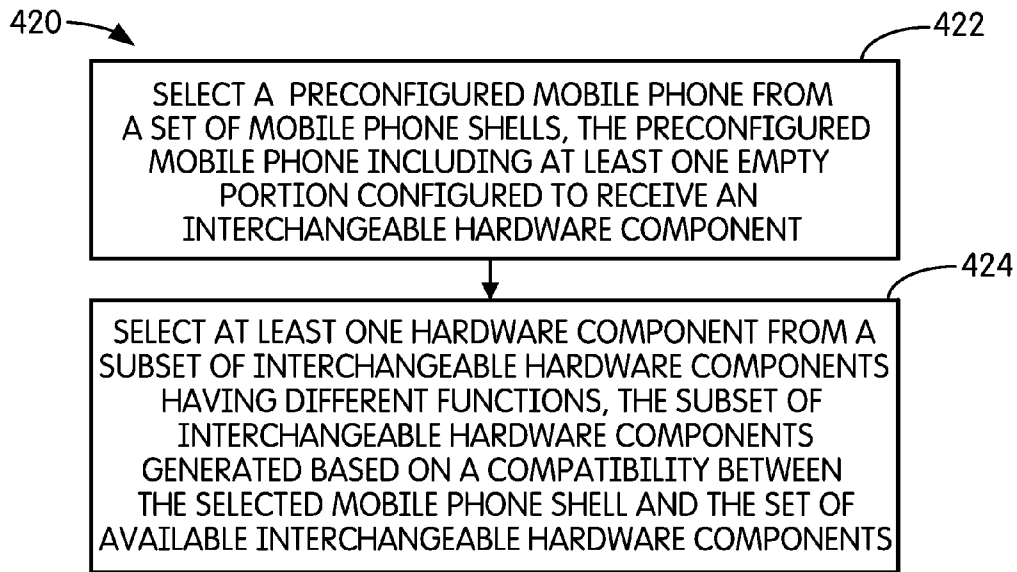 420
422
SELECT A PRECONFIGURED MOBILE PHONE FROM
A SET OF MOBILE PHONE SHELLS, THE PRECONFIGURED
MOBILE PHONE INCLUDING AT LEAST ONE EMPTY
PORTION CONFIGURED TO RECEIVE AN
INTERCHANGEABLE HARDWARE COMPONENT
424
SELECT AT LEAST ONE HARDWARE COMPONENT FROM A
SUBSET OF INTERCHANGEABLE HARDWARE COMPONENTS
HAVING DIFFERENT FUNCTIONS, THE SUBSET OF
INTERCHANGEABLE HARDWARE COMPONENTS
GENERATED BASED ON A COMPATIBILITY BETWEEN
THE SELECTED MOBILE PHONE SHELL AND THE SET OF
AVAILABLE INTERCHANGEABLE HARDWARE COMPONENTS